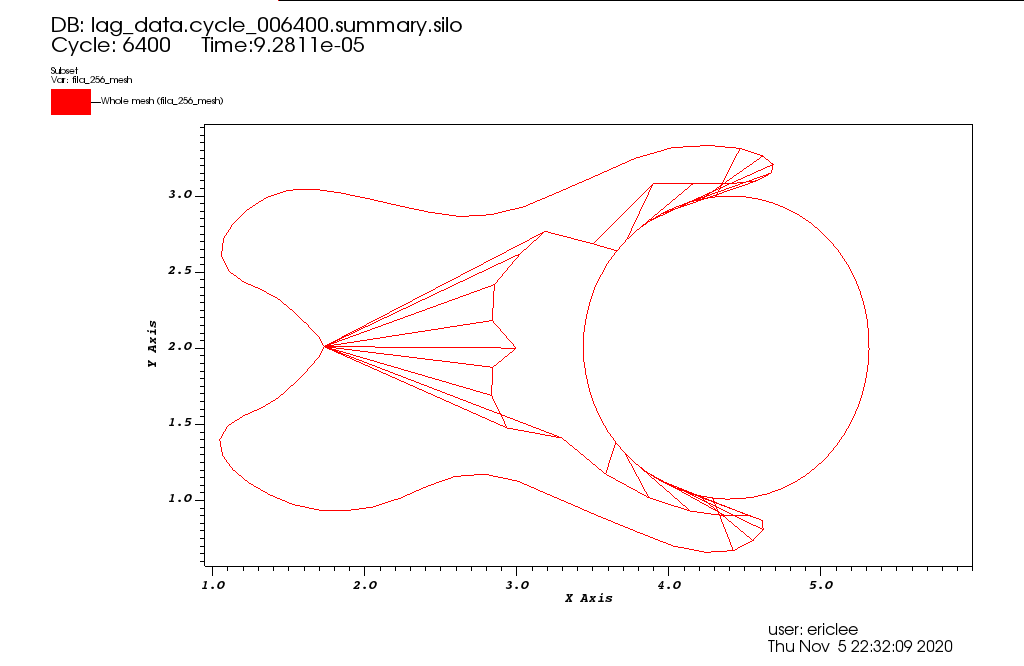 DB: lag_data.cycle_006400.summary.silo
Cycle: 6400 Time:9.2811e-05
Subset
Var: fila_256_mesh
Whole mesh (fila_256_mesh)
3.0
2.5
2.0
1.5
1.0
Y Axis
1.0 2.0 3.0 4.0 5.0
X Axis
user: ericlee
Thu Nov 5 22:32:09 2020